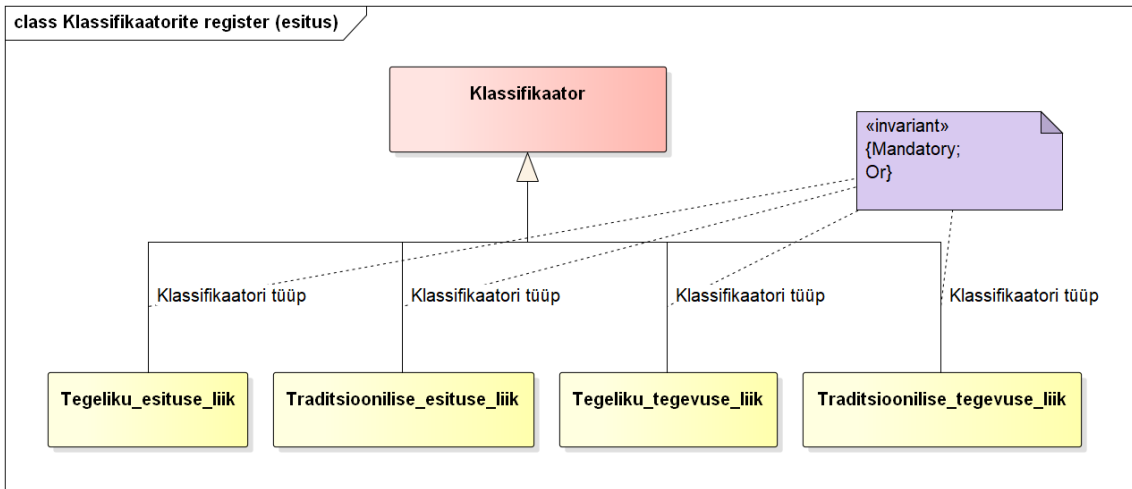 class Klassifikaatorite register (esitus)
Klassifikaator
«invariant»
{Mandatory;
Or}
Klassifikaatori tüüp
Klassifikaatori tüüp
Klassifikaatori tüüp
Klassifikaatori tüüp
Tegeliku_esituse_liik
Traditsioonilise_esituse_liik
Tegeliku_tegevuse_liik
Traditsioonilise_tegevuse_liik